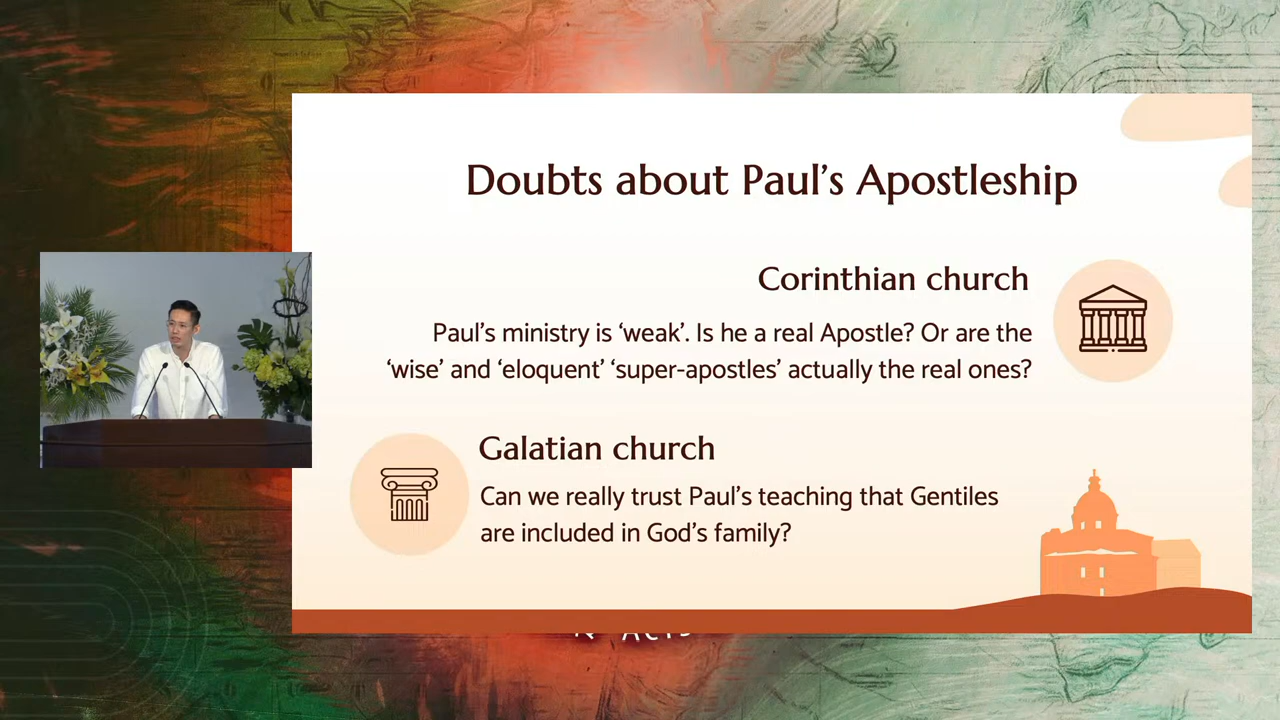 Doubts about Paul’s Apostleship
Corinthian church
Paul’s ministry is ‘weak’. Is he a real Apostle? Or are the
‘wise’ and ‘eloquent’ ‘super-apostles’ actually the real ones?
Galatian church
Can we really trust Paul’s teaching that Gentiles
are included in God’s family?
ACTS